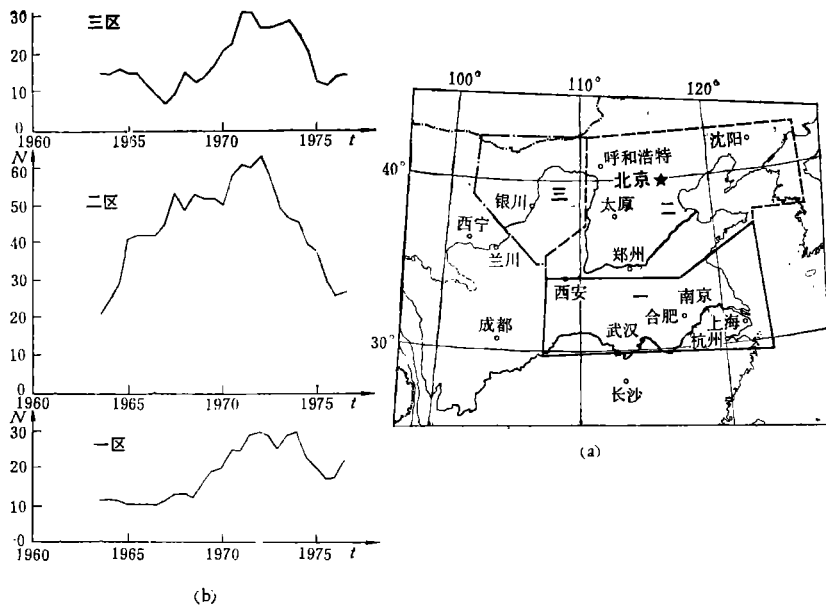 30
三区
20
10
0
1960
1965
1970
1975
t
N
60
二区
50
40
30
20
10
0
1960
1965
1970
1975
t
N
30
一区
20
10
0
1960
1965
1970
1975
t
(b)
100°
110°
120°
沈阳
呼和浩特
40°
北京★
银川
三
太原
二
西宁
兰川
郑州
西安
一
南京
合肥
成都
武汉
上海
杭州
30°
长沙
(a)